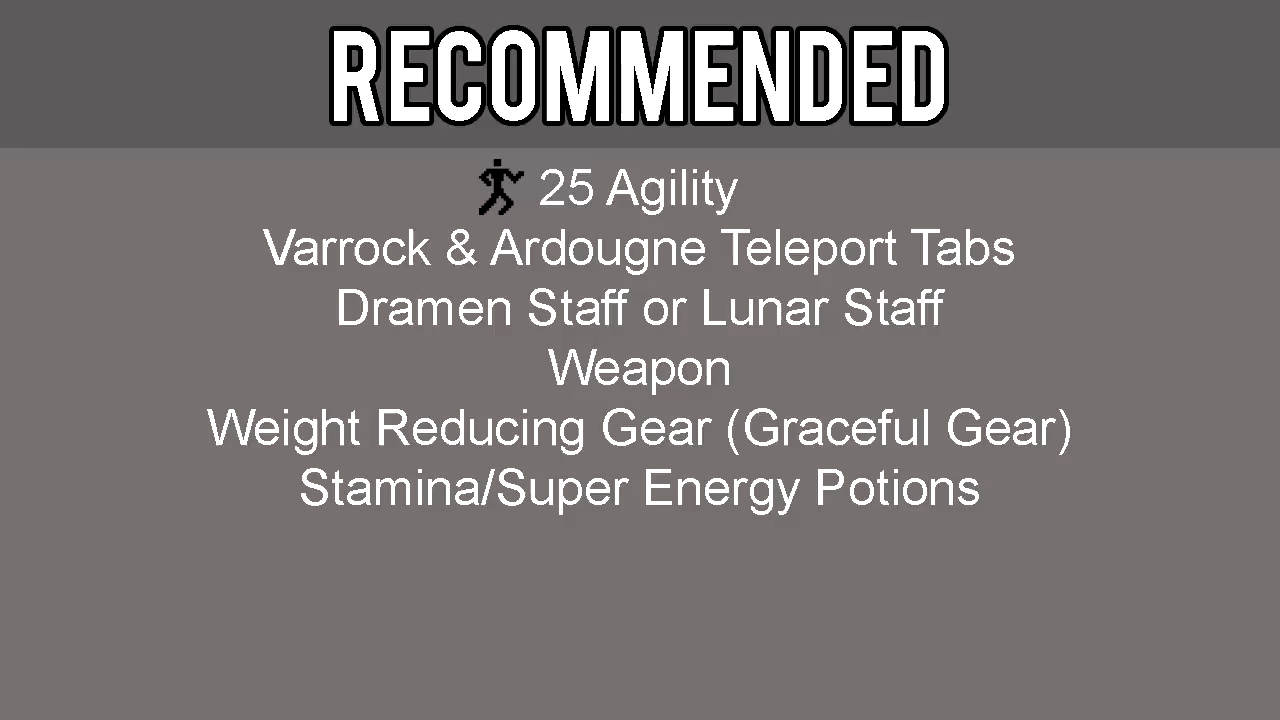 RECOMMENDED
25 Agility
Varrock & Ardougne Teleport Tabs
Dramen Staff or Lunar Staff
Weapon
Weight Reducing Gear (Graceful Gear)
Stamina/Super Energy Potions